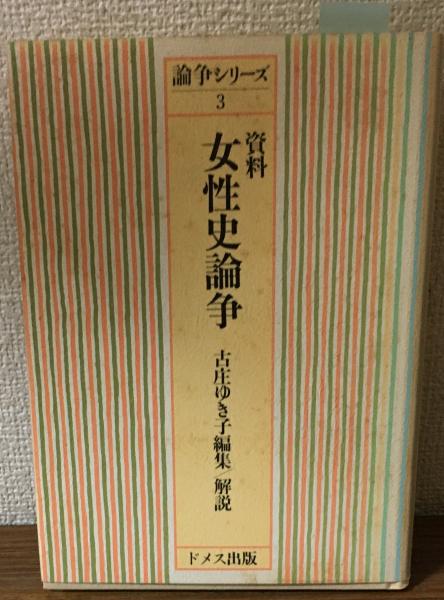 論争シリーズ
3
資料
女性史論争
古庄ゆき子編集/解説
ドメス出版